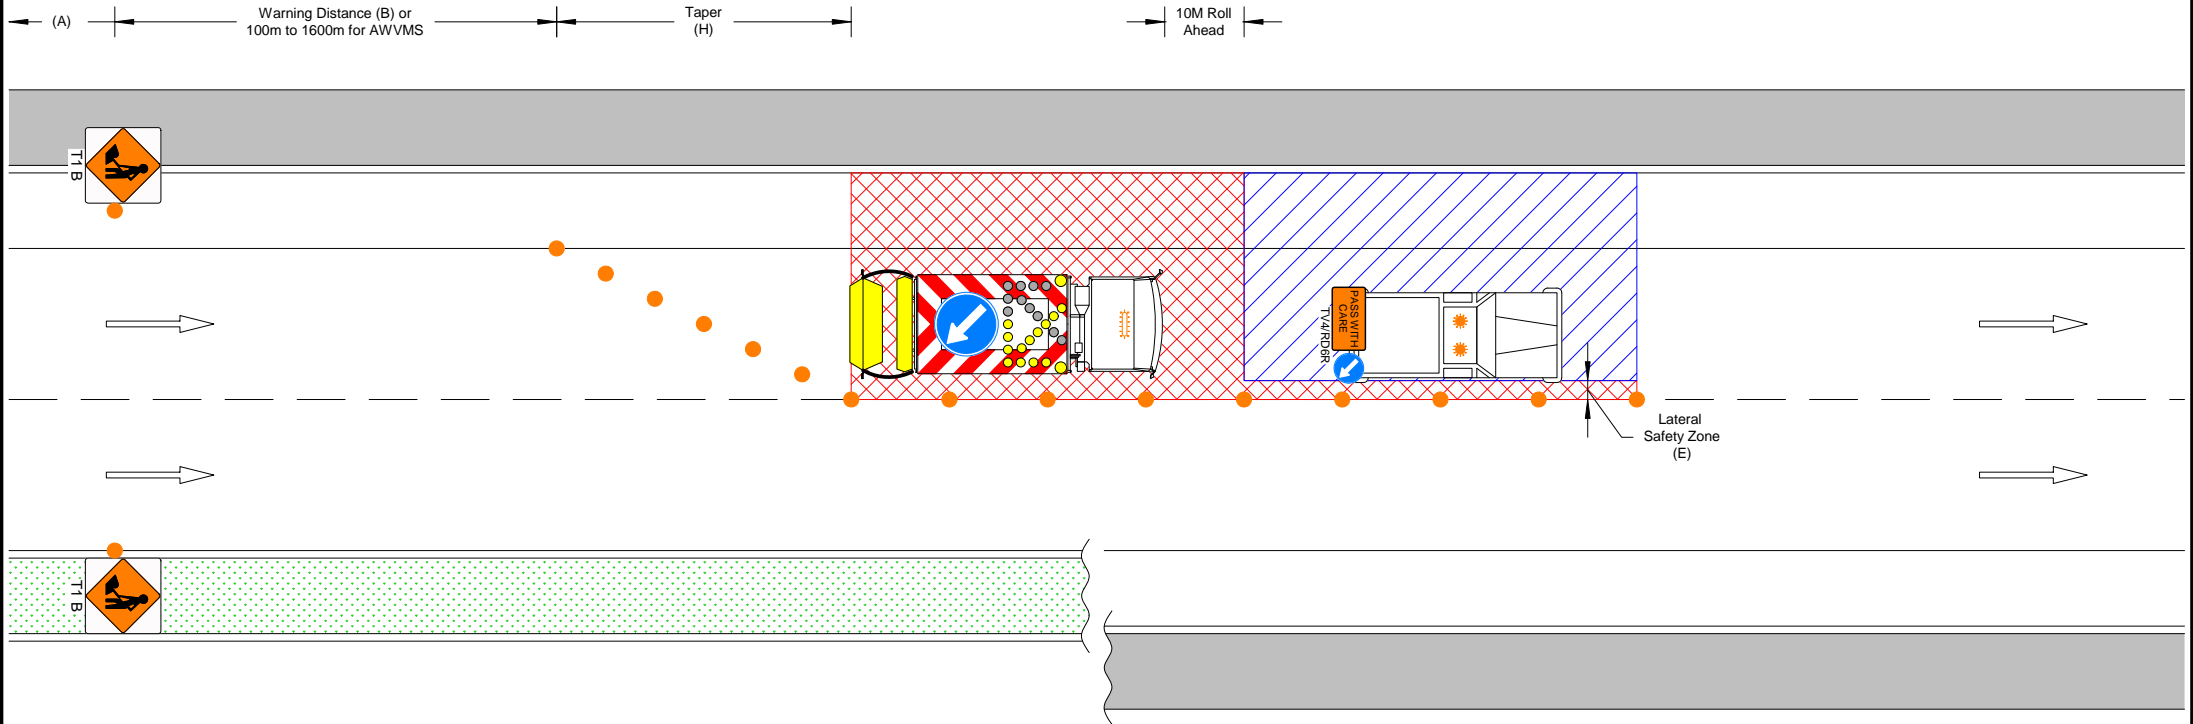 (A)
Warning Distance (B) or
100m to 1600m for AWVMS
Taper
(H)
10M Roll
Ahead
T1 B
PASS WITH
CARE
TV4/RD6R
Lateral
Safety Zone
(E)
T1 B